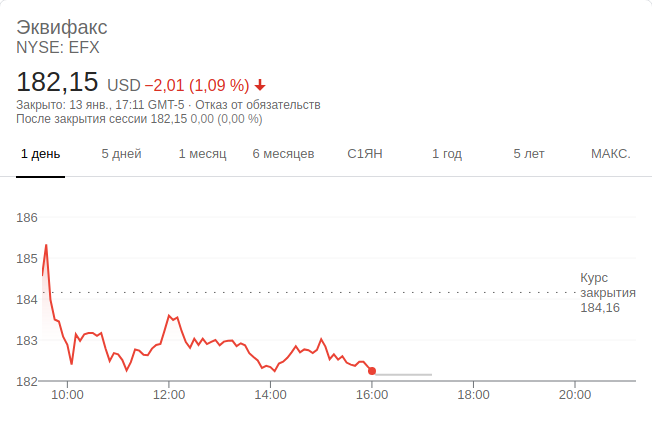 Эквифакс
NYSE: EFX
182,15 USD −2,01 (1,09 %)
Закрыто: 13 янв., 17:11 GMT-5 · Отказ от обязательств
После закрытия сессии 182,15 0,00 (0,00 %)
1 день 5 дней 1 месяц 6 месяцев С1ЯН 1 год 5 лет МАКС.
186
185
Курс
закрытия
184,16
184
183
182
10:00 12:00 14:00 16:00 18:00 20:00